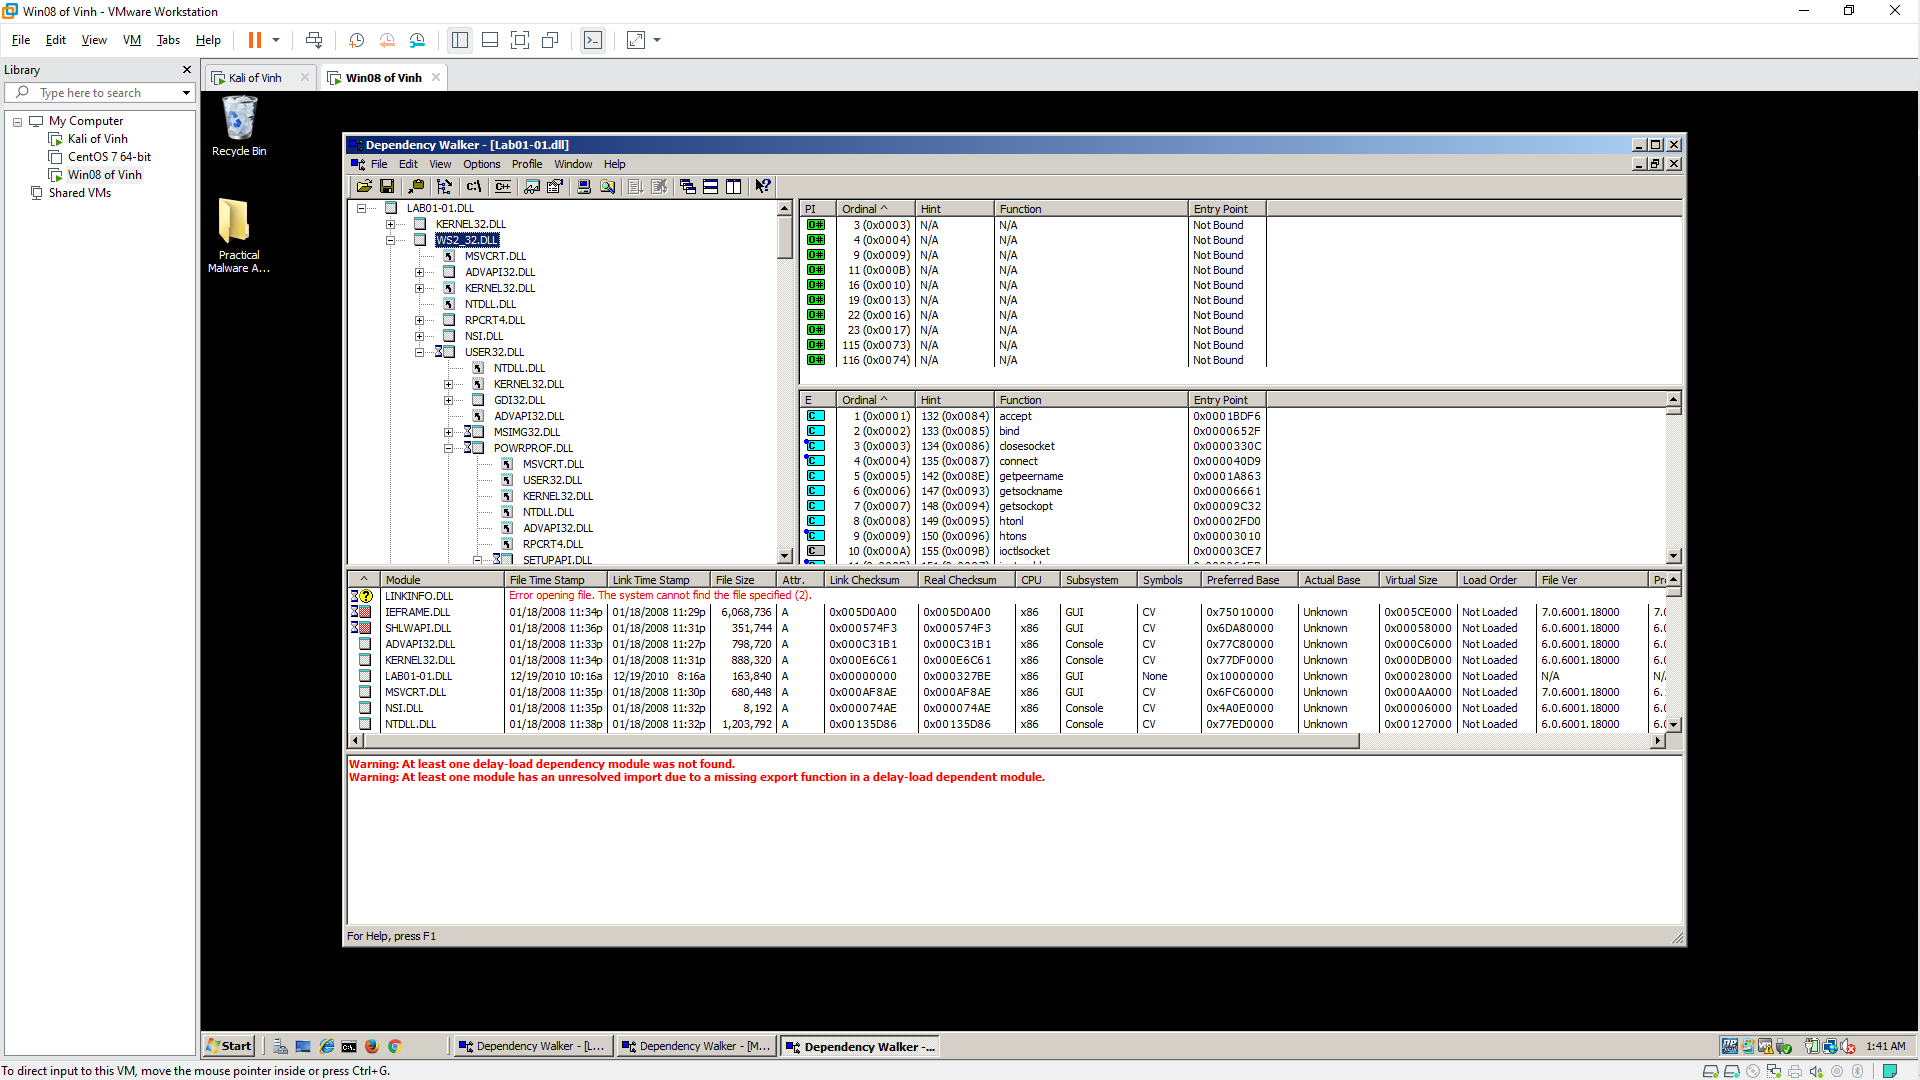 Win08 of Vinh - VMware Workstation
File Edit View VM Tabs Help
Library
Type here to search
My Computer
Kali of Vinh
CentOS 7 64-bit
Win08 of Vinh
Shared VMs
Kali of Vinh
Win08 of Vinh
Recycle Bin
Practical
Malware A...
Dependency Walker - [Lab01-01.dll]
File Edit View Options Profile Window Help
LAB01-01.DLL
KERNEL32.DLL
WS2_32.DLL
MSVCRT.DLL
ADVAPI32.DLL
KERNEL32.DLL
NTDLL.DLL
RPCRT4.DLL
NSI.DLL
USER32.DLL
NTDLL.DLL
KERNEL32.DLL
GDI32.DLL
ADVAPI32.DLL
MSIMG32.DLL
POWRPROF.DLL
MSVCRT.DLL
USER32.DLL
KERNEL32.DLL
NTDLL.DLL
ADVAPI32.DLL
RPCRT4.DLL
SETUPAPI.DLL
PI Ordinal ^ Hint Function Entry Point
O# 3 (0x0003) N/A N/A Not Bound
O# 4 (0x0004) N/A N/A Not Bound
O# 9 (0x0009) N/A N/A Not Bound
O# 11 (0x000B) N/A N/A Not Bound
O# 16 (0x0010) N/A N/A Not Bound
O# 19 (0x0013) N/A N/A Not Bound
O# 22 (0x0016) N/A N/A Not Bound
O# 23 (0x0017) N/A N/A Not Bound
O# 115 (0x0073) N/A N/A Not Bound
O# 116 (0x0074) N/A N/A Not Bound
E Ordinal ^ Hint Function Entry Point
C 1 (0x0001) 132 (0x0084) accept 0x0001BDF6
C 2 (0x0002) 133 (0x0085) bind 0x0000652F
C 3 (0x0003) 134 (0x0086) closesocket 0x0000330C
C 4 (0x0004) 135 (0x0087) connect 0x000040D9
C 5 (0x0005) 142 (0x008E) getpeername 0x0001A863
C 6 (0x0006) 147 (0x0093) getsockname 0x00006661
C 7 (0x0007) 148 (0x0094) getsockopt 0x00009C32
C 8 (0x0008) 149 (0x0095) htonl 0x00002FD0
C 9 (0x0009) 150 (0x0096) htons 0x00003010
C 10 (0x000A) 155 (0x009B) ioctlsocket 0x00003CE7
^ Module File Time Stamp Link Time Stamp File Size Attr. Link Checksum Real Checksum CPU Subsystem Symbols Preferred Base Actual Base Virtual Size Load Order File Ver
LINKINFO.DLL Error opening file. The system cannot find the file specified (2).
IEFRAME.DLL 01/18/2008 11:34p 01/18/2008 11:29p 6,068,736 A 0x005D0A00 0x005D0A00 x86 GUI CV 0x75010000 Unknown 0x005CE000 Not Loaded 7.0.6001.18000 7.0
SHLWAPI.DLL 01/18/2008 11:36p 01/18/2008 11:31p 351,744 A 0x000574F3 0x000574F3 x86 GUI CV 0x6DA80000 Unknown 0x00058000 Not Loaded 6.0.6001.18000 6.0
ADVAPI32.DLL 01/18/2008 11:33p 01/18/2008 11:27p 798,720 A 0x000C31B1 0x000C31B1 x86 Console CV 0x77C80000 Unknown 0x000C6000 Not Loaded 6.0.6001.18000 6.0
KERNEL32.DLL 01/18/2008 11:34p 01/18/2008 11:31p 888,320 A 0x000E6C61 0x000E6C61 x86 Console CV 0x77DF0000 Unknown 0x000DB000 Not Loaded 6.0.6001.18000 6.0
LAB01-01.DLL 12/19/2010 10:16a 12/19/2010 8:16a 163,840 A 0x00000000 0x000327BE x86 GUI None 0x10000000 Unknown 0x00028000 Not Loaded N/A N/
MSVCRT.DLL 01/18/2008 11:35p 01/18/2008 11:30p 680,448 A 0x000AF8AE 0x000AF8AE x86 GUI CV 0x6FC60000 Unknown 0x000AA000 Not Loaded 7.0.6001.18000 6.
NSI.DLL 01/18/2008 11:35p 01/18/2008 11:32p 8,192 A 0x000074AE 0x000074AE x86 Console CV 0x4A0E0000 Unknown 0x00006000 Not Loaded 6.0.6001.18000 6.0
NTDLL.DLL 01/18/2008 11:38p 01/18/2008 11:32p 1,203,792 A 0x00135D86 0x00135D86 x86 Console CV 0x77ED0000 Unknown 0x00127000 Not Loaded 6.0.6001.18000 6.0
Warning: At least one delay-load dependency module was not found.
Warning: At least one module has an unresolved import due to a missing export function in a delay-load dependent module.
For Help, press F1
Start
Dependency Walker - [L...
Dependency Walker - [M...
Dependency Walker -...
1:41 AM
To direct input to this VM, move the mouse pointer inside or press Ctrl+G.